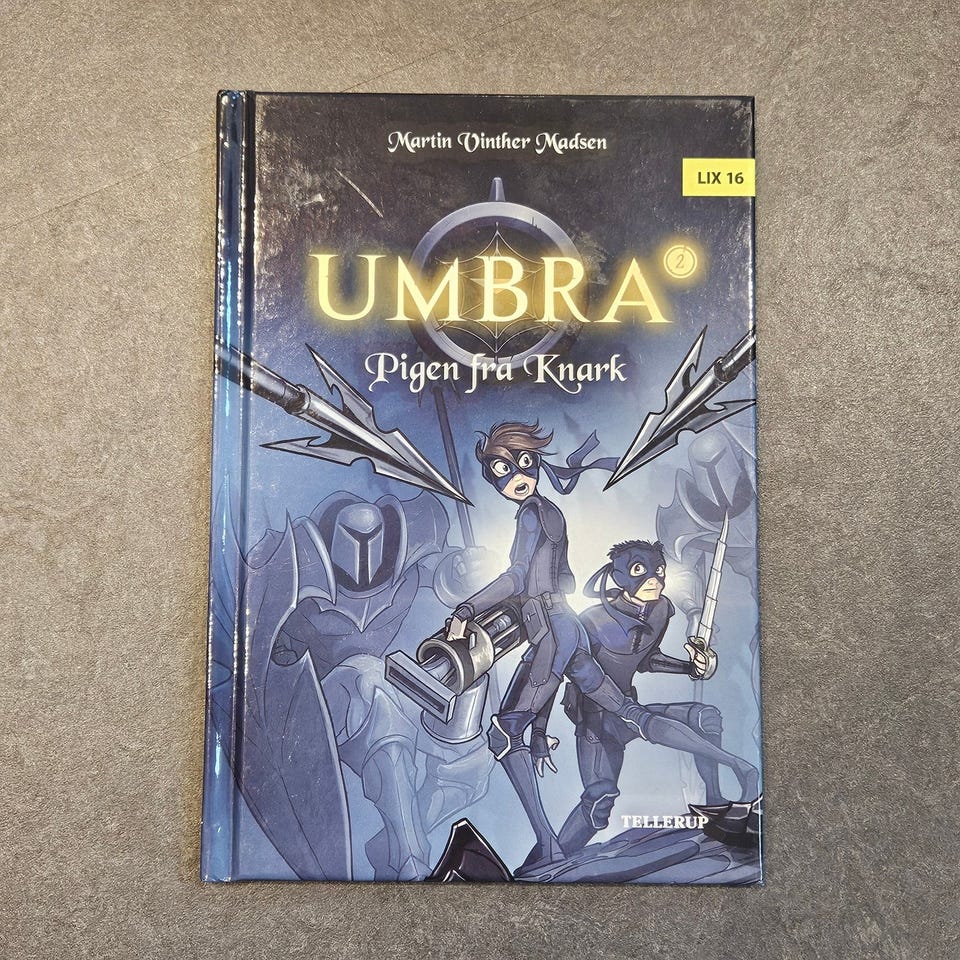 Martin Vinther Madsen
LIX 16
UMBRA 2
Pigen fra Knark
TELLERUP